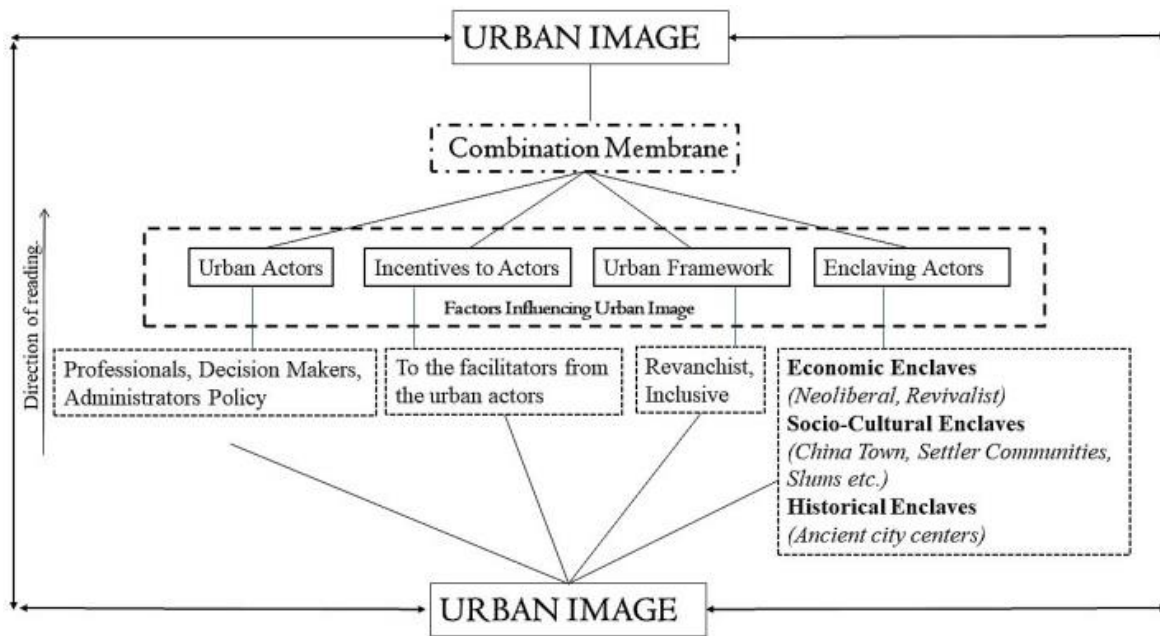 URBAN IMAGE
Combination Membrane
Urban Actors
Incentives to Actors
Urban Framework
Enclaving Actors
Factors Influencing Urban Image
Direction of reading.
Professionals, Decision Makers,
Administrators Policy
To the facilitators from
the urban actors
Revanchist,
Inclusive
Economic Enclaves
(Neoliberal, Revivalist)
Socio-Cultural Enclaves
(China Town, Settler Communities,
Slums etc.)
Historical Enclaves
(Ancient city centers)
URBAN IMAGE